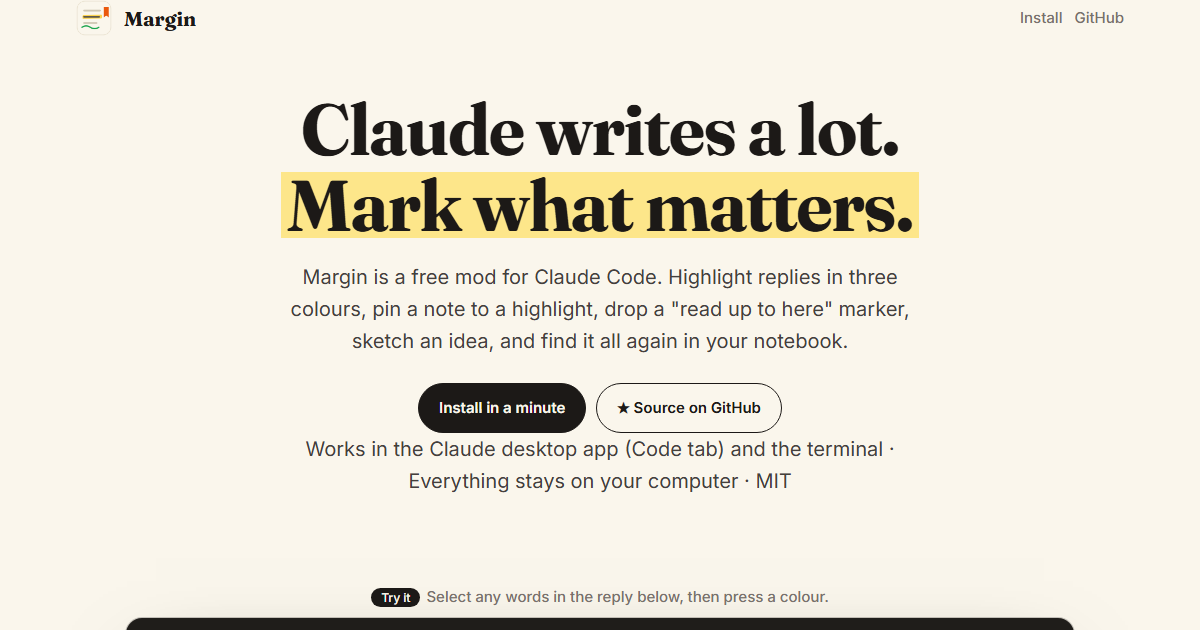 Margin
Install GitHub
Claude writes a lot.
Mark what matters.
Margin is a free mod for Claude Code. Highlight replies in three
colours, pin a note to a highlight, drop a "read up to here" marker,
sketch an idea, and find it all again in your notebook.
Install in a minute
★ Source on GitHub
Works in the Claude desktop app (Code tab) and the terminal ·
Everything stays on your computer · MIT
Try it Select any words in the reply below, then press a colour.